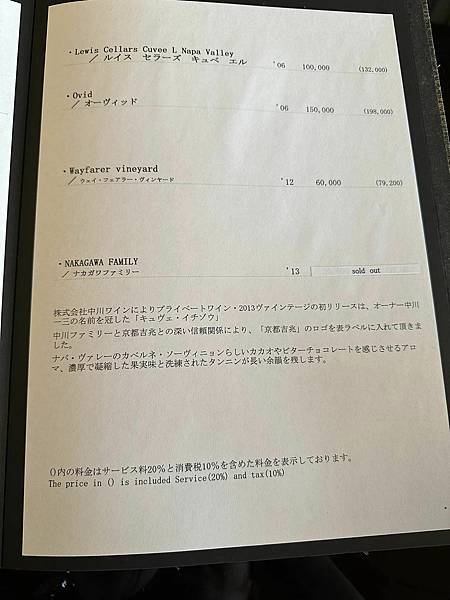 ・Lewis Cellars Cuvee L Napa Valley
／ ルイス セラーズ キュベ エル '06 100,000 (132,000)
・Ovid
／ オーヴィッド '06 150,000 (198,000)
・Wayfarer vineyard
／ ウェイ・フェアラー・ヴィンヤード '12 60,000 (79,200)
・NAKAGAWA FAMILY
／ ナカガワファミリー '13 sold out
株式会社中川ワインによりプライベートワイン・2013ヴァインテージの初リリースは、オーナー中川
一三の名前を冠した「キュヴェ・イチゾウ」
中川ファミリーと京都吉兆との深い信頼関係により、「京都吉兆」のロゴを表ラベルに入れて頂きま
した。
ナパ・ヴァレーのカベルネ・ソーヴィニョンらしいカカオやビターチョコレートを感じさせるアロ
マ、濃厚で凝縮した果実味と洗練されたタンニンが長い余韻を残します。
()内の料金はサービス料20％と消費税10％を含めた料金を表示しております。
The price in () is included Service(20%) and tax(10%)